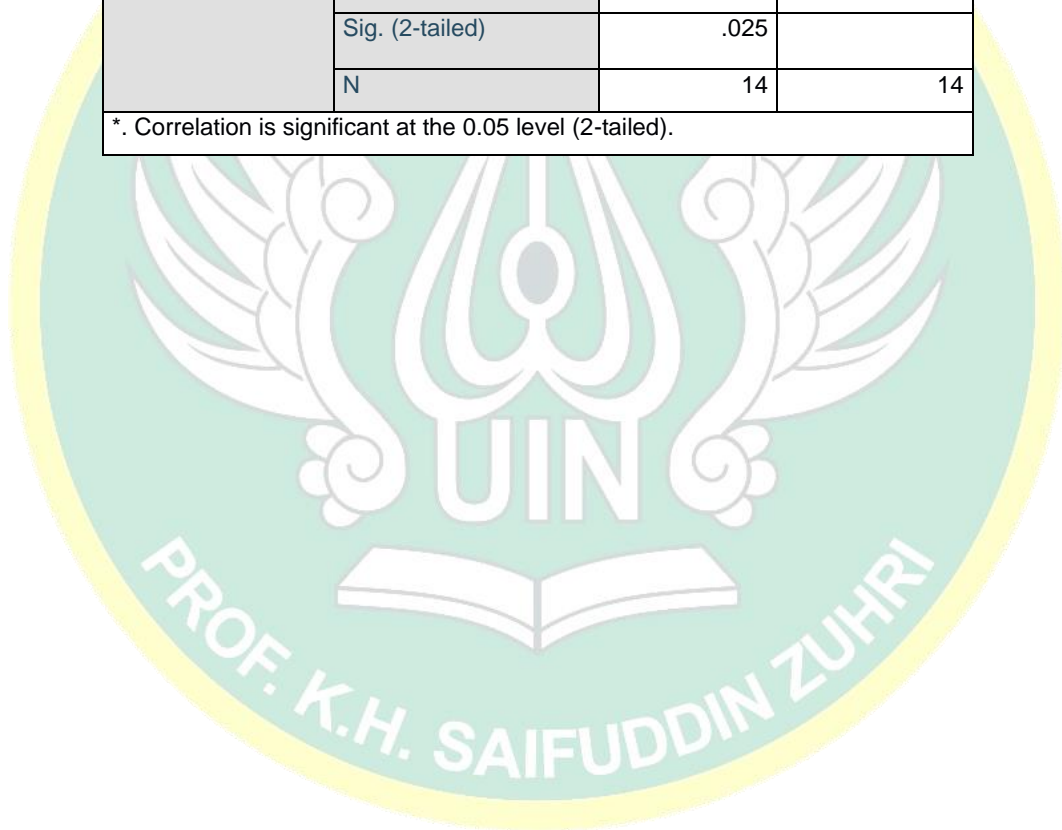 Sig. (2-tailed) .025
N 14 14
*. Correlation is significant at the 0.05 level (2-tailed).
UIN
PROF. K.H. SAIFUDDIN ZUHRI